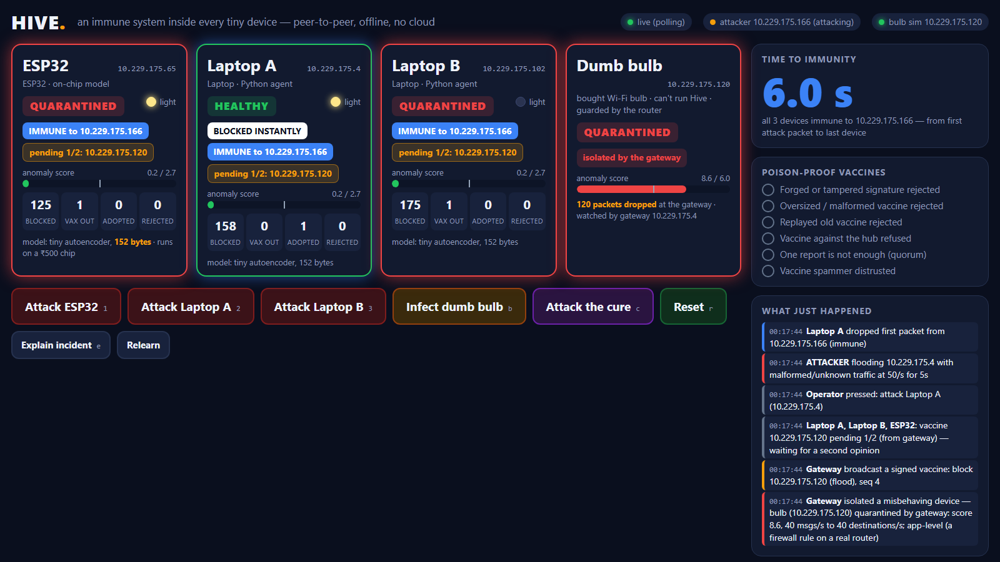 HIVE.
an immune system inside every tiny device — peer-to-peer, offline, no cloud
live (polling)
attacker 10.229.175.166 (attacking)
bulb sim 10.229.175.120
ESP32
10.229.175.65
ESP32 · on-chip model
QUARANTINED
light
IMMUNE to 10.229.175.166
pending 1/2: 10.229.175.120
anomaly score
0.2 / 2.7
125
BLOCKED
1
VAX OUT
0
ADOPTED
0
REJECTED
model: tiny autoencoder, 152 bytes · runs
on a ₹500 chip
Laptop A
10.229.175.4
Laptop · Python agent
HEALTHY
light
BLOCKED INSTANTLY
IMMUNE to 10.229.175.166
pending 1/2: 10.229.175.120
anomaly score
0.2 / 2.7
158
BLOCKED
0
VAX OUT
1
ADOPTED
0
REJECTED
model: tiny autoencoder, 152 bytes
Laptop B
10.229.175.102
Laptop · Python agent
QUARANTINED
light
IMMUNE to 10.229.175.166
pending 1/2: 10.229.175.120
anomaly score
0.2 / 2.7
175
BLOCKED
1
VAX OUT
0
ADOPTED
0
REJECTED
model: tiny autoencoder, 152 bytes
Dumb bulb
10.229.175.120
bought Wi-Fi bulb · can't run Hive ·
guarded by the router
QUARANTINED
isolated by the gateway
anomaly score
8.6 / 6.0
120 packets dropped at the gateway ·
watched by gateway 10.229.175.4
Attack ESP32 1
Attack Laptop A 2
Attack Laptop B 3
Infect dumb bulb b
Attack the cure c
Reset r
Explain incident e
Relearn
TIME TO IMMUNITY
6.0 s
all 3 devices immune to 10.229.175.166 — from first
attack packet to last device
POISON-PROOF VACCINES
Forged or tampered signature rejected
Oversized / malformed vaccine rejected
Replayed old vaccine rejected
Vaccine against the hub refused
One report is not enough (quorum)
Vaccine spammer distrusted
WHAT JUST HAPPENED
00:17:44 Laptop A dropped first packet from
10.229.175.166 (immune)
00:17:44 ATTACKER flooding 10.229.175.4 with
malformed/unknown traffic at 50/s for 5s
00:17:44 Operator pressed: attack Laptop A
(10.229.175.4)
00:17:44 Laptop A, Laptop B, ESP32: vaccine
10.229.175.120 pending 1/2 (from gateway) —
waiting for a second opinion
00:17:44 Gateway broadcast a signed vaccine: block
10.229.175.120 (flood), seq 4
00:17:44 Gateway isolated a misbehaving device —
bulb (10.229.175.120) quarantined by gateway: score
8.6, 40 msgs/s to 40 destinations/s; app-level (a
firewall rule on a real router)